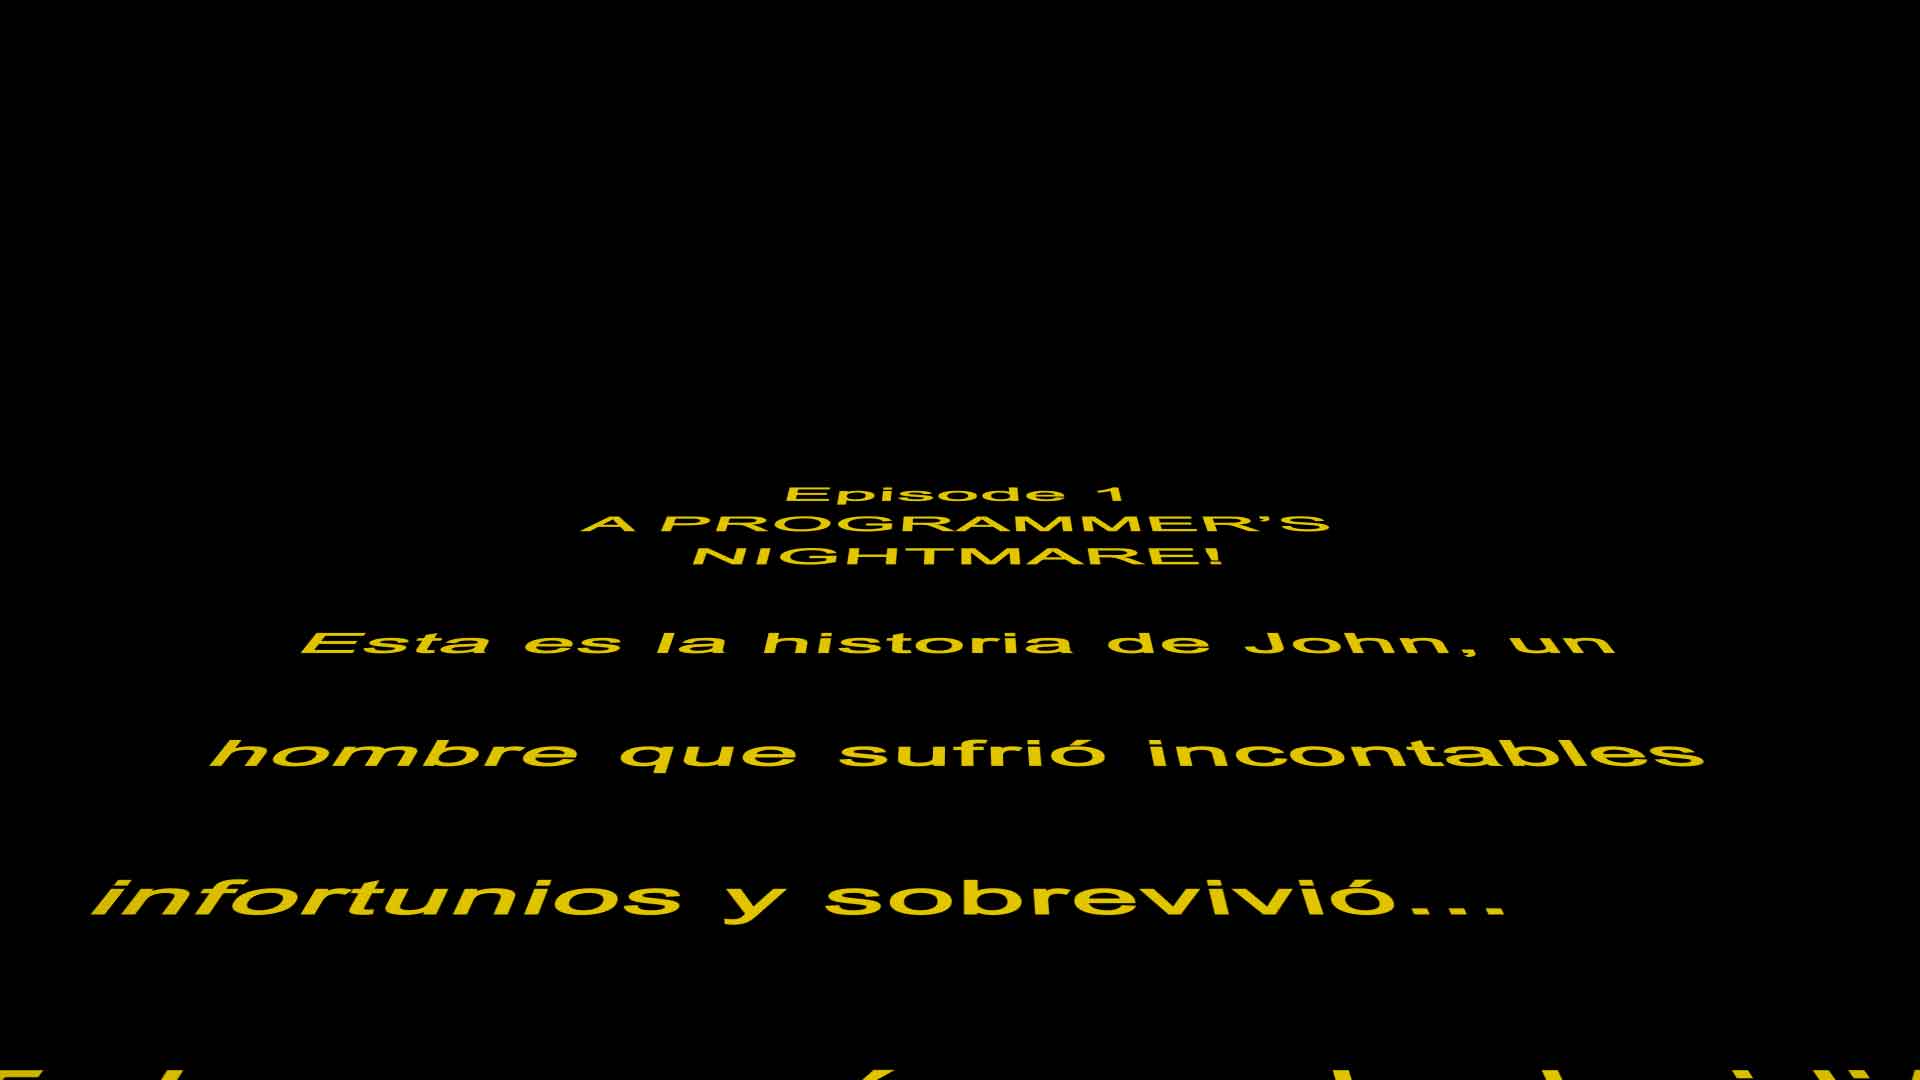 Episode 1
A PROGRAMMER’S
NIGHTMARE!
Esta es la historia de John, un
hombre que sufrió incontables
infortunios y sobrevivió...